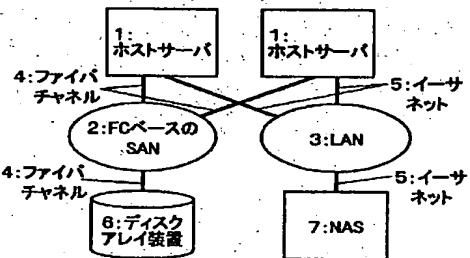 1:
ホストサーバ
1:
ホストサーバ
4:ファイバ
チャネル
5:イーサ
ネット
2:FCベースの
SAN
3:LAN
4:ファイバ
チャネル
5:イーサ
ネット
6:ディスク
アレイ装置
7:NAS